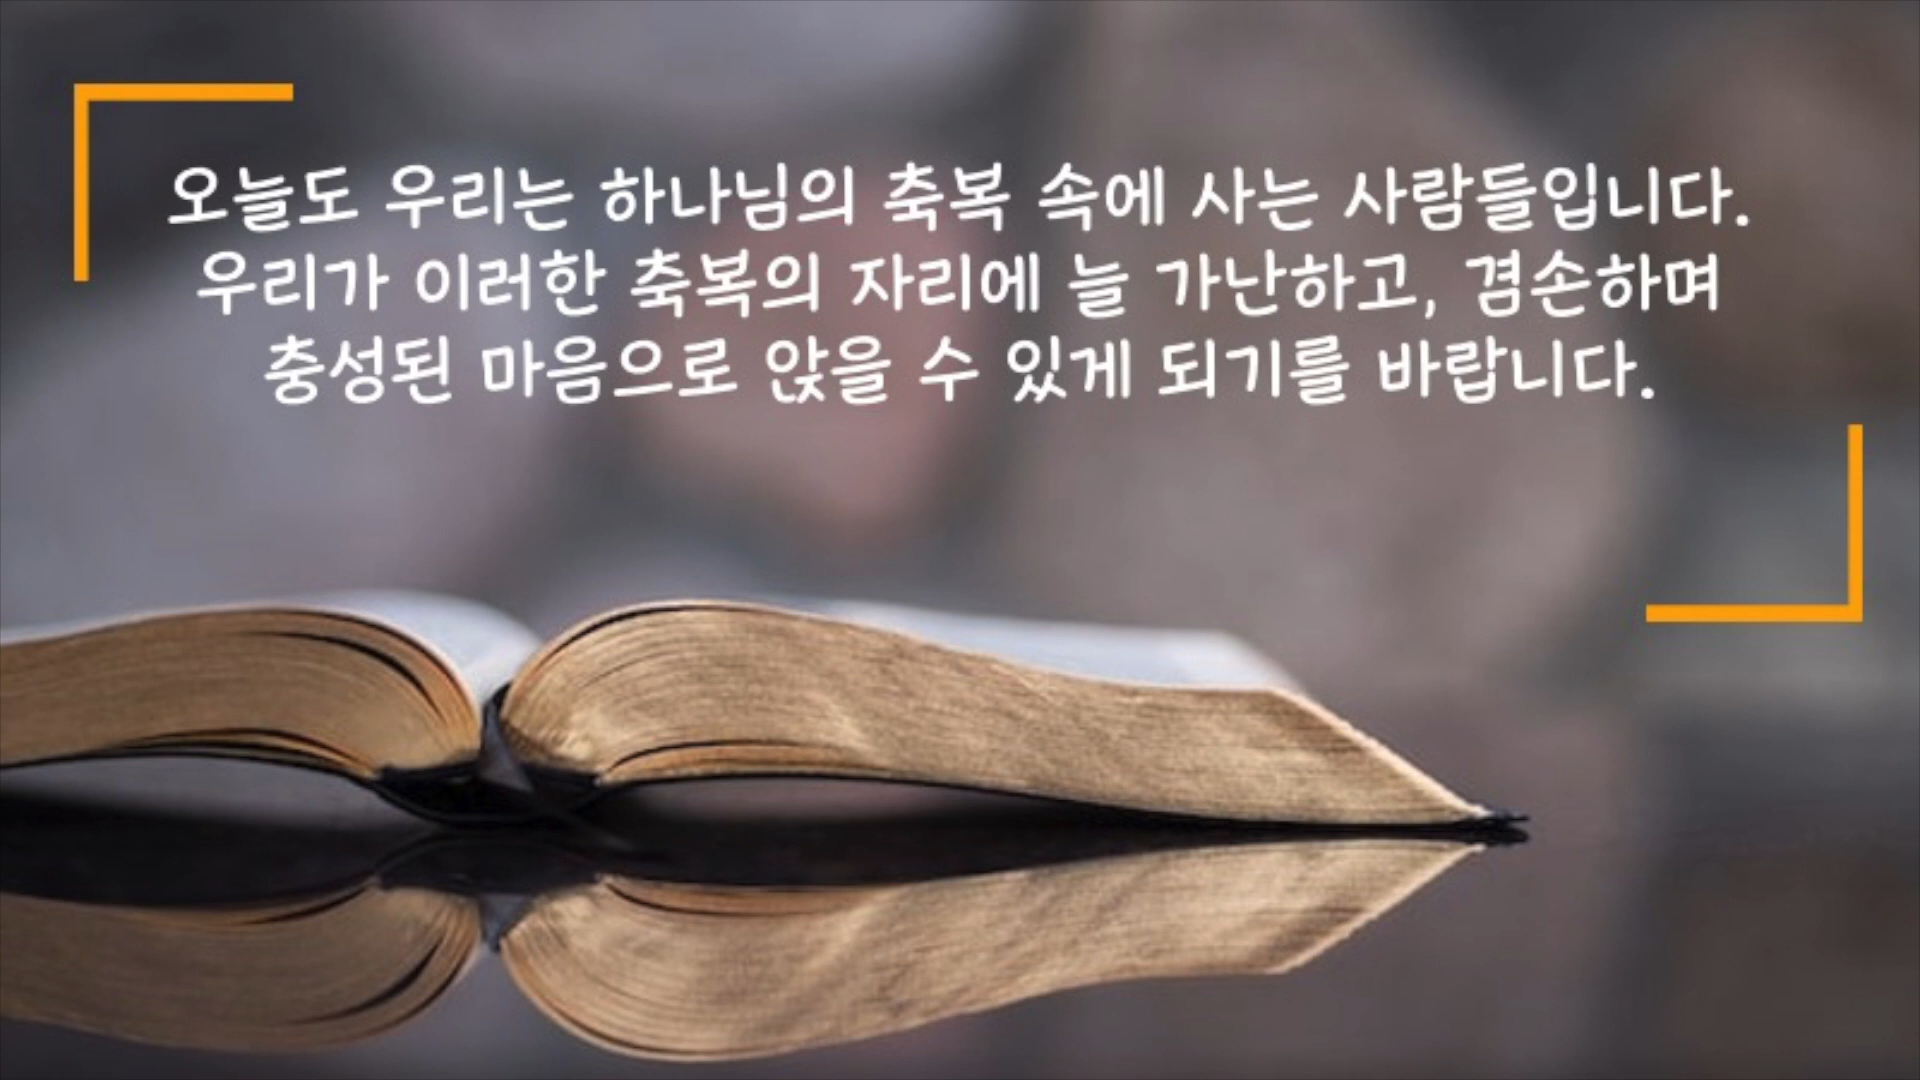 오늘도 우리는 하나님의 축복 속에 사는 사람들입니다.
우리가 이러한 축복의 자리에 늘 가난하고, 겸손하며
충성된 마음으로 앉을 수 있게 되기를 바랍니다.